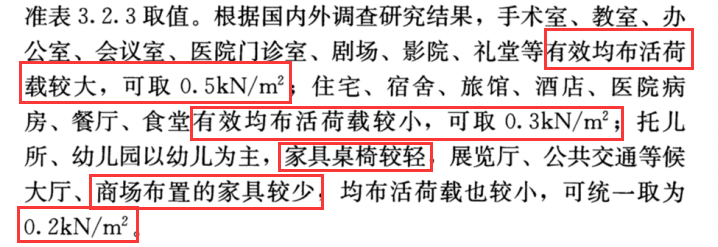 准表 3.2.3 取值。根据国内外调查研究结果，手术室、教室、办
公室、会议室、医院门诊室、剧场、影院、礼堂等有效均布活荷
载较大，可取 0.5kN/m²；住宅、宿舍、旅馆、酒店、医院病
房、餐厅、食堂有效均布活荷载较小，可取 0.3kN/m²；托儿
所、幼儿园以幼儿为主，家具桌椅较轻，展览厅、公共交通等候
大厅、商场布置的家具较少，均布活荷载也较小，可统一取为
0.2kN/m²。